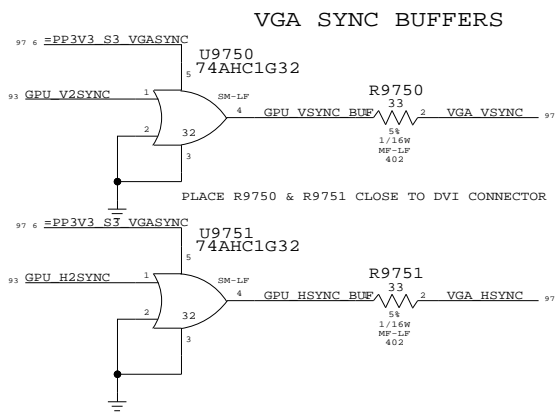 VGA SYNC BUFFERS
97 6 =PP3V3_S3_VGASYNC
U9750
74AHC1G32
5
R9750
93 GPU_V2SYNC 1 SM-LF 33
4 GPU_VSYNC_BUF 2 VGA_VSYNC 97
2 32 5%
1/16W
3 MF-LF
402
PLACE R9750 & R9751 CLOSE TO DVI CONNECTOR
97 6 =PP3V3_S3_VGASYNC
U9751
74AHC1G32
5
R9751
93 GPU_H2SYNC 1 SM-LF 33
4 GPU_HSYNC_BUF 2 VGA_HSYNC 97
2 32 5%
1/16W
3 MF-LF
402